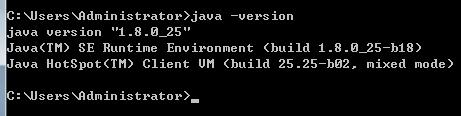 C:\Users\Administrator>java -version
java version "1.8.0_25"
Java(TM) SE Runtime Environment (build 1.8.0_25-b18)
Java HotSpot(TM) Client VM (build 25.25-b02, mixed mode)
C:\Users\Administrator>_